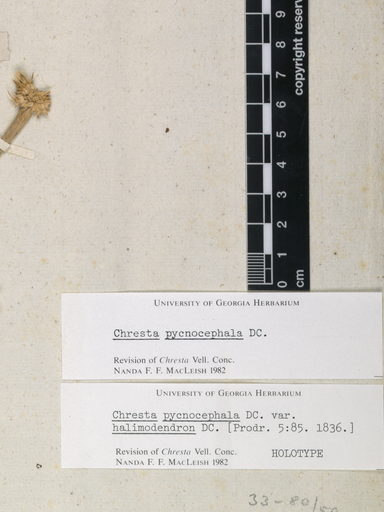 9
8
7
6
5
4
3
2
1
0
cm
copyright reserv
UNIVERSITY OF GEORGIA HERBARIUM
Chresta pycnocephala DC.
Revision of Chresta Vell. Conc.
NANDA F. F. MACLEISH 1982
UNIVERSITY OF GEORGIA HERBARIUM
Chresta pycnocephala DC. var.
halimodendron DC. [Prodr. 5:85. 1836.]
Revision of Chresta Vell. Conc. HOLOTYPE
NANDA F. F. MACLEISH 1982